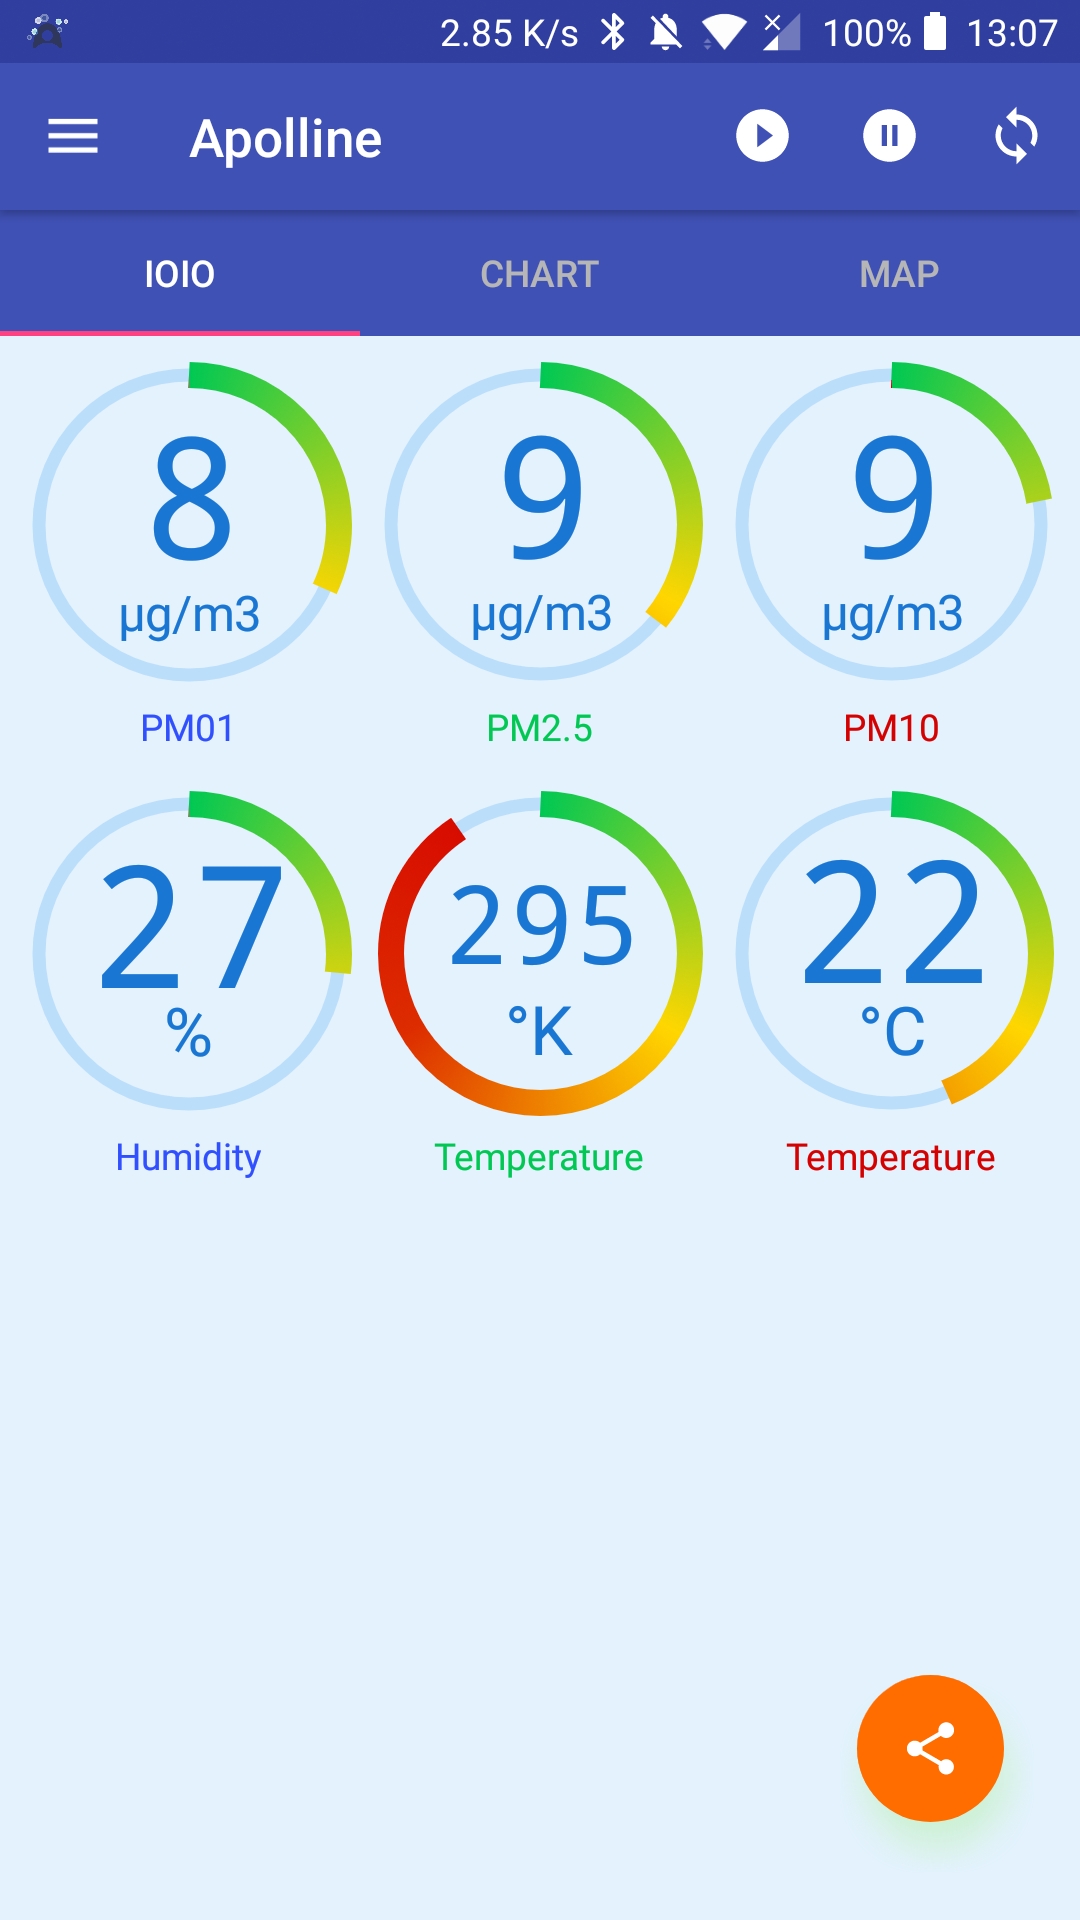 2.85 K/s 100% 13:07
Apolline
IOIO CHART MAP
8 9 9
µg/m3 µg/m3 µg/m3
PM01 PM2.5 PM10
27 295 22
% °K °C
Humidity Temperature Temperature